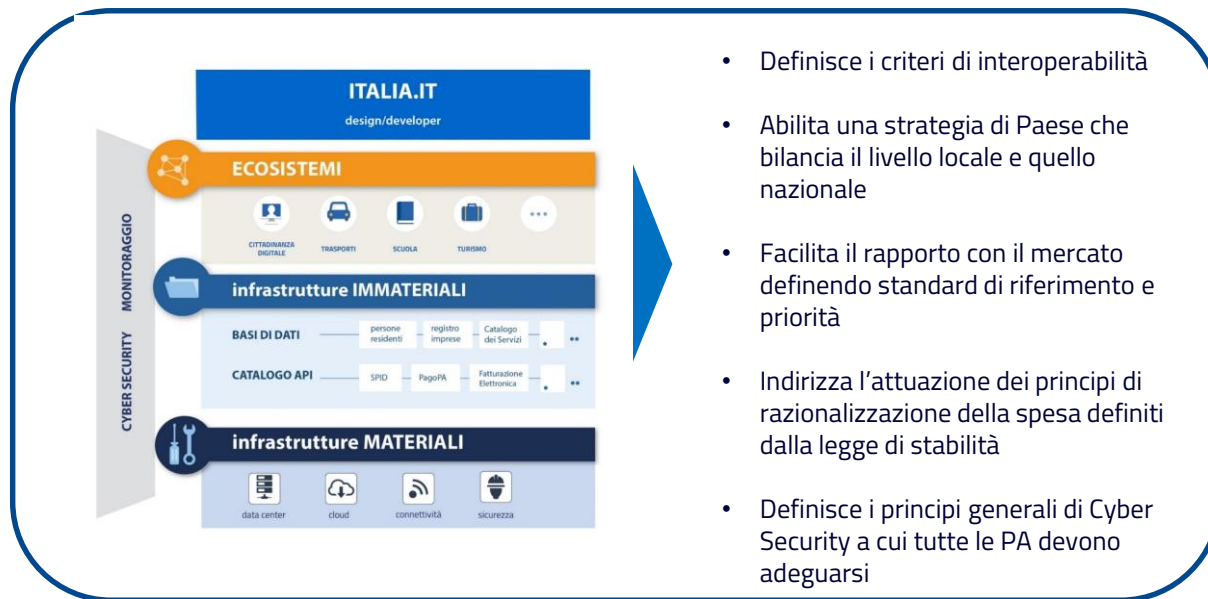 ITALIA.IT
design/developer
ECOSISTEMI
CITTADINANZA
DIGITALE
TRASPORTI
SCUOLA
TURISMO
infrastrutture IMMATERIALI
BASI DI DATI
persone
residenti
registro
imprese
Catalogo
dei Servizi
CATALOGO API
SPID
PagoPA
Fatturazione
Elettronica
infrastrutture MATERIALI
data center
cloud
connettività
sicurezza
CYBER SECURITY MONITORAGGIO
• Definisce i criteri di interoperabilità
• Abilita una strategia di Paese che
bilancia il livello locale e quello
nazionale
• Facilita il rapporto con il mercato
definendo standard di riferimento e
priorità
• Indirizza l’attuazione dei principi di
razionalizzazione della spesa definiti
dalla legge di stabilità
• Definisce i principi generali di Cyber
Security a cui tutte le PA devono
adeguarsi